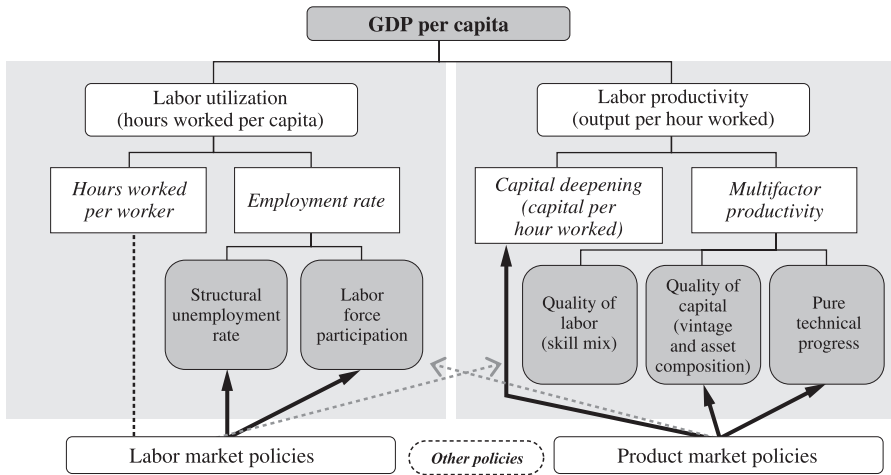 GDP per capita
Labor utilization
(hours worked per capita)
Labor productivity
(output per hour worked)
Hours worked
per worker
Employment rate
Capital deepening
(capital per
hour worked)
Multifactor
productivity
Structural
unemployment
rate
Labor
force
participation
Quality of
labor
(skill mix)
Quality of
capital
(vintage
and asset
composition)
Pure
technical
progress
Labor market policies
Other policies
Product market policies